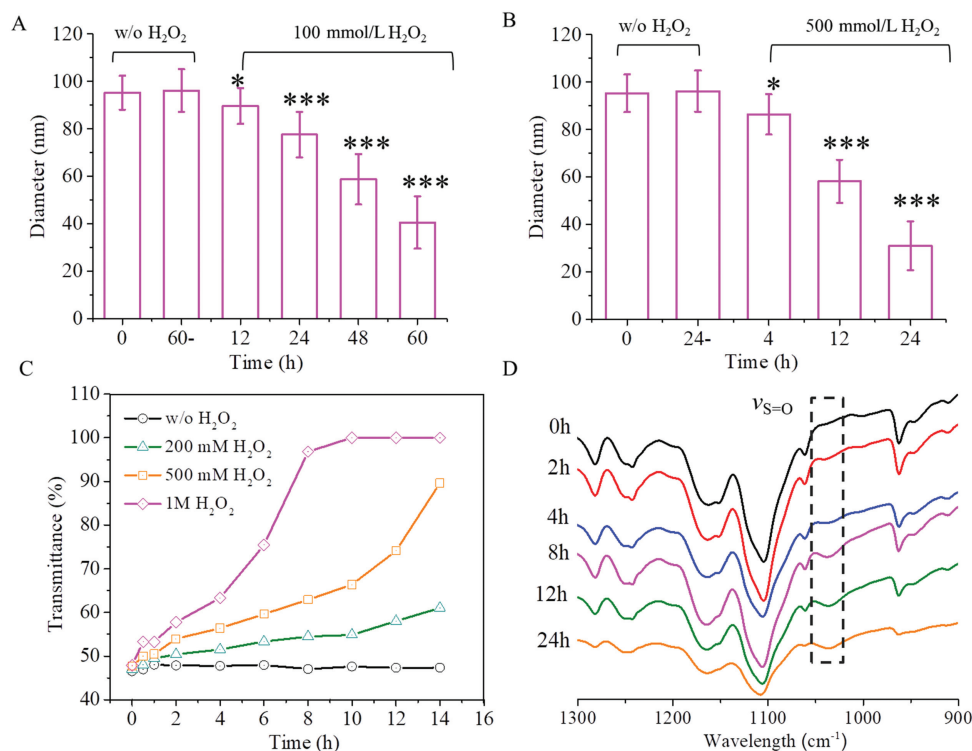 A
w/o H₂O₂
100 mmol/L H₂O₂
120
100
80
60
40
20
0
Diameter (nm)
*
***
***
***
0 60- 12 24 48 60
Time (h)
B
w/o H₂O₂
500 mmol/L H₂O₂
120
100
80
60
40
20
0
Diameter (nm)
*
***
***
0 24- 4 12 24
Time (h)
C
110
100
90
80
70
60
50
40
Transmittance (%)
w/o H₂O₂
200 mM H₂O₂
500 mM H₂O₂
1M H₂O₂
0 2 4 6 8 10 12 14 16
Time (h)
D
νS=O
0h
2h
4h
8h
12h
24h
1300 1200 1100 1000 900
Wavelength (cm⁻¹)